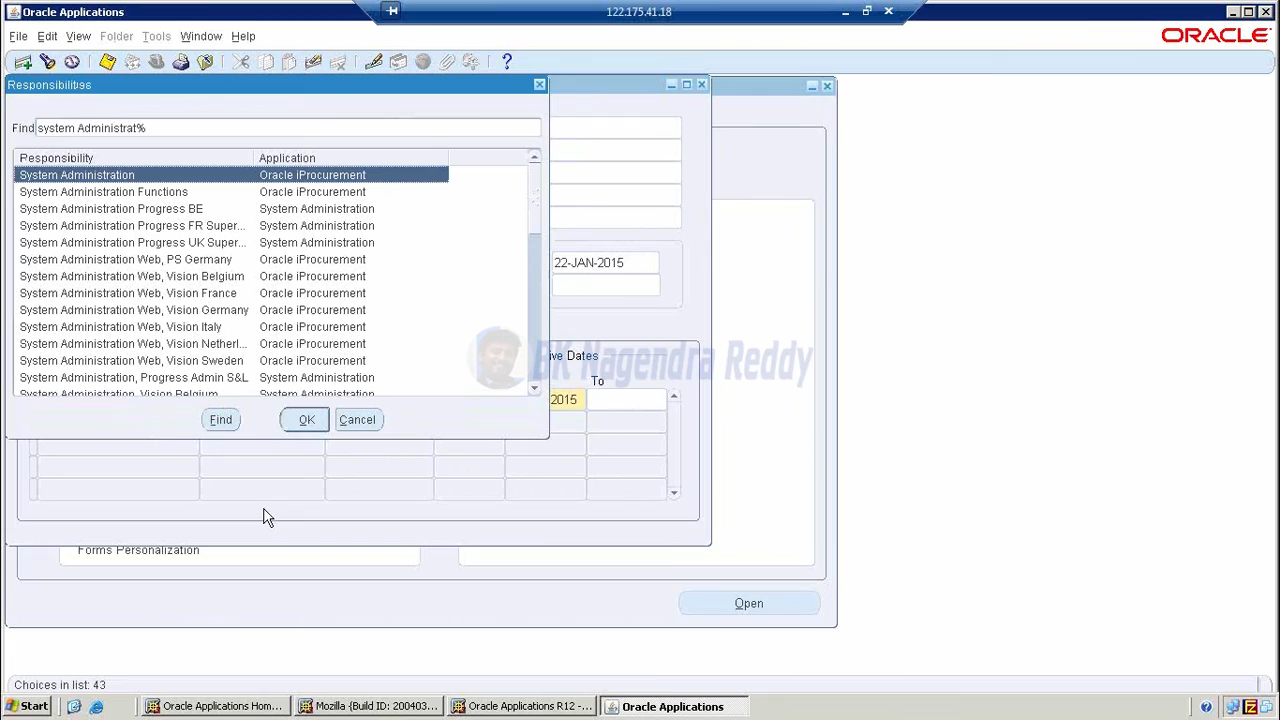 Oracle Applications
122.175.41.18
File Edit View Folder Tools Window Help
ORACLE
Responsibilities
Find system Administrat%
Responsibility Application
System Administration Oracle iProcurement
System Administration Functions Oracle iProcurement
System Administration Progress BE System Administration
System Administration Progress FR Super... System Administration
System Administration Progress UK Super... System Administration
System Administration Web, PS Germany Oracle iProcurement
System Administration Web, Vision Belgium Oracle iProcurement
System Administration Web, Vision France Oracle iProcurement
System Administration Web, Vision Germany Oracle iProcurement
System Administration Web, Vision Italy Oracle iProcurement
System Administration Web, Vision Netherl... Oracle iProcurement
System Administration Web, Vision Sweden Oracle iProcurement
System Administration, Progress Admin S&L System Administration
System Administration, Vision Belgium System Administration
Find OK Cancel
22-JAN-2015
BK Nagendra Reddy
ive Dates
To
2015
Forms Personalization
Open
Choices in list: 43
Start
Oracle Applications Hom...
Mozilla {Build ID: 200403...
Oracle Applications R12 -...
Oracle Applications